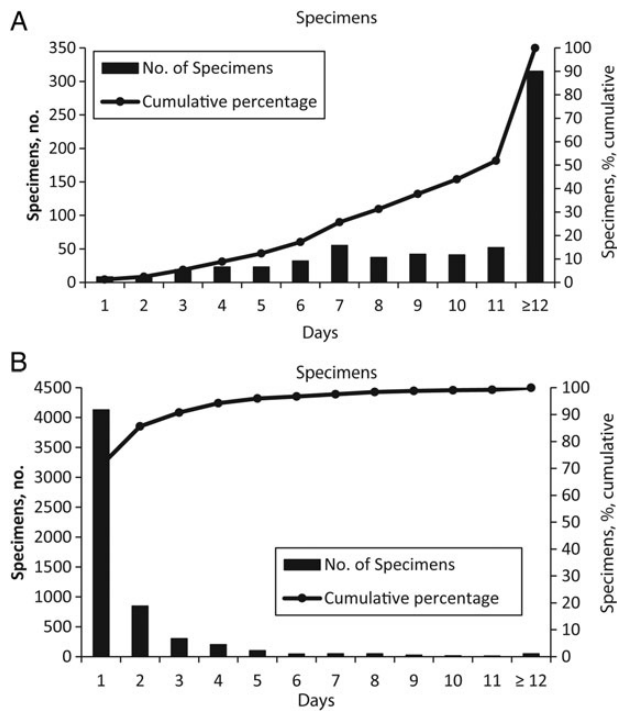 A
Specimens
350
300
250
200
150
100
50
0
Specimens, no.
No. of Specimens
Cumulative percentage
100
90
80
70
60
50
40
30
20
10
0
Specimens, %, cumulative
1 2 3 4 5 6 7 8 9 10 11 ≥12
Days
B
Specimens
4500
4000
3500
3000
2500
2000
1500
1000
500
0
Specimens, no.
No. of Specimens
Cumulative percentage
100
90
80
70
60
50
40
30
20
10
0
Specimens, %, cumulative
1 2 3 4 5 6 7 8 9 10 11 ≥ 12
Days